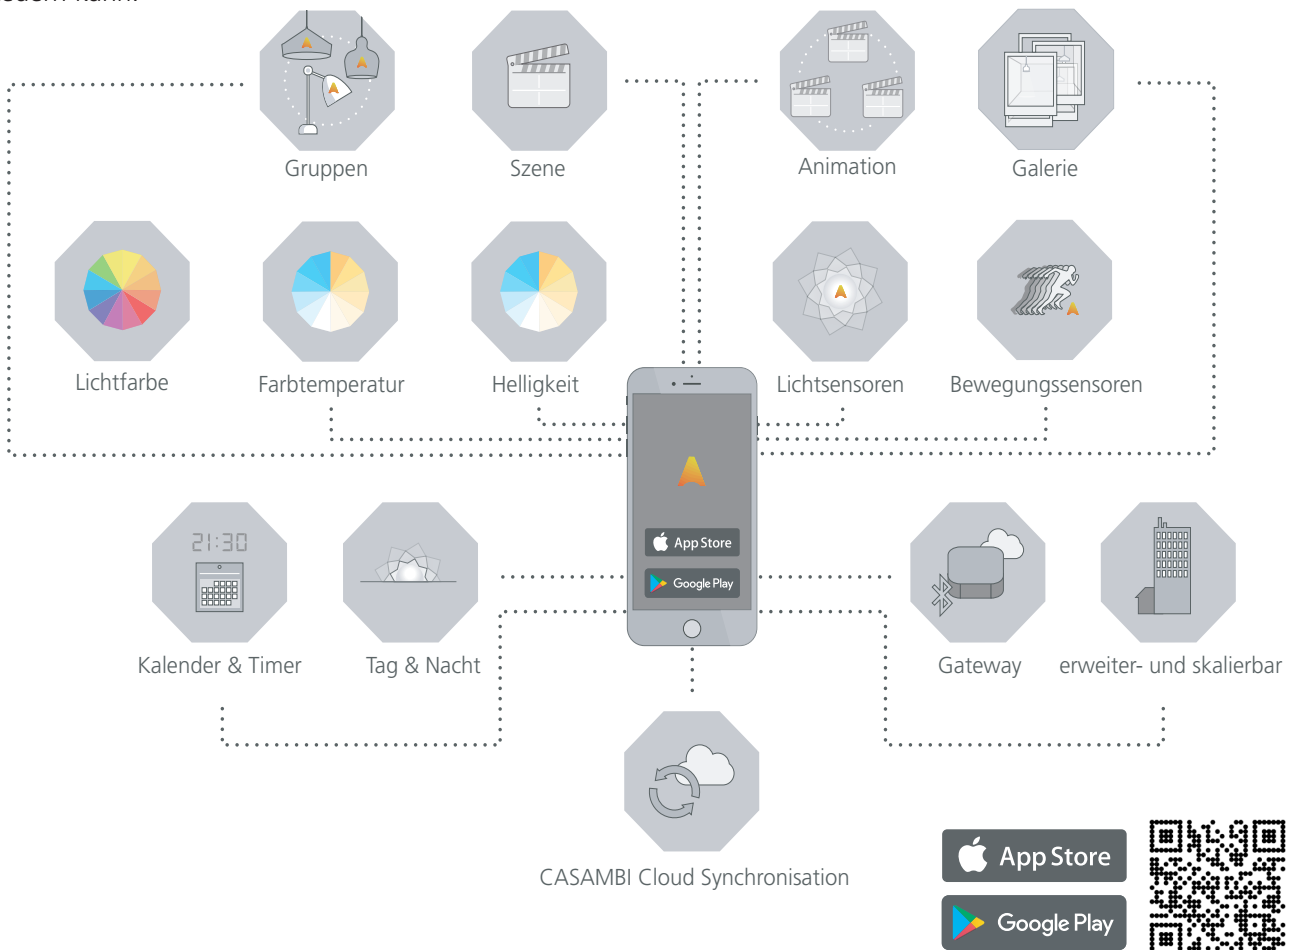 Gruppen
Szene
Animation
Galerie
Lichtfarbe
Farbtemperatur
Helligkeit
Lichtsensoren
Bewegungssensoren
App Store
Google Play
21:30
Kalender & Timer
Tag & Nacht
Gateway
erweiter- und skalierbar
CASAMBI Cloud Synchronisation
App Store
Google Play